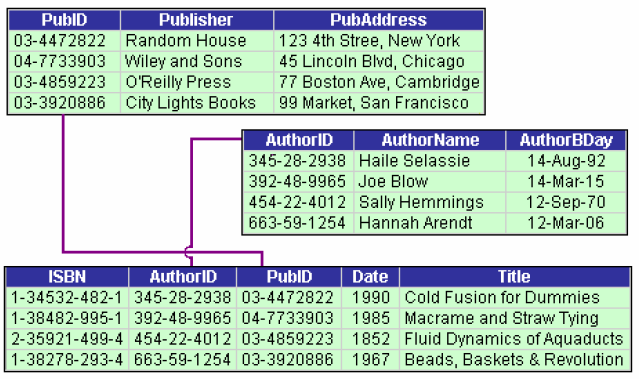 PubID Publisher PubAddress
03-4472822 Random House 123 4th Stree, New York
04-7733903 Wiley and Sons 45 Lincoln Blvd, Chicago
03-4859223 O'Reilly Press 77 Boston Ave, Cambridge
03-3920886 City Lights Books 99 Market, San Francisco
AuthorID AuthorName AuthorBDay
345-28-2938 Haile Selassie 14-Aug-92
392-48-9965 Joe Blow 14-Mar-15
454-22-4012 Sally Hemmings 12-Sep-70
663-59-1254 Hannah Arendt 12-Mar-06
ISBN AuthorID PubID Date Title
1-34532-482-1 345-28-2938 03-4472822 1990 Cold Fusion for Dummies
1-38482-995-1 392-48-9965 04-7733903 1985 Macrame and Straw Tying
2-35921-499-4 454-22-4012 03-4859223 1852 Fluid Dynamics of Aquaducts
1-38278-293-4 663-59-1254 03-3920886 1967 Beads, Baskets & Revolution